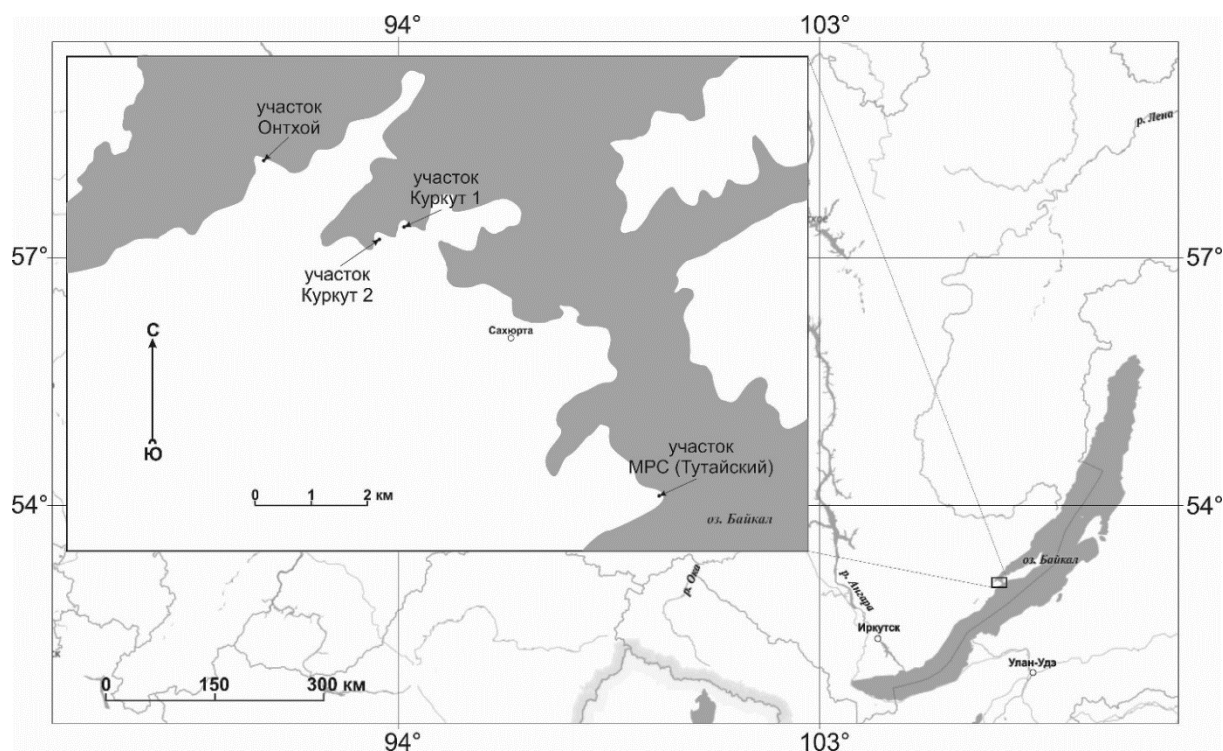 94°
103°
участок
Онтхой
р. Лена
участок
Куркут 1
57°
57°
участок
Куркут 2
С
Сахюрта
Ю
участок
МРС (Тутайский)
0 1 2 км
54°
54°
оз. Байкал
оз. Байкал
р. Ока
р. Ангара
Иркутск
Улан-Удэ
0 150 300 км
94°
103°